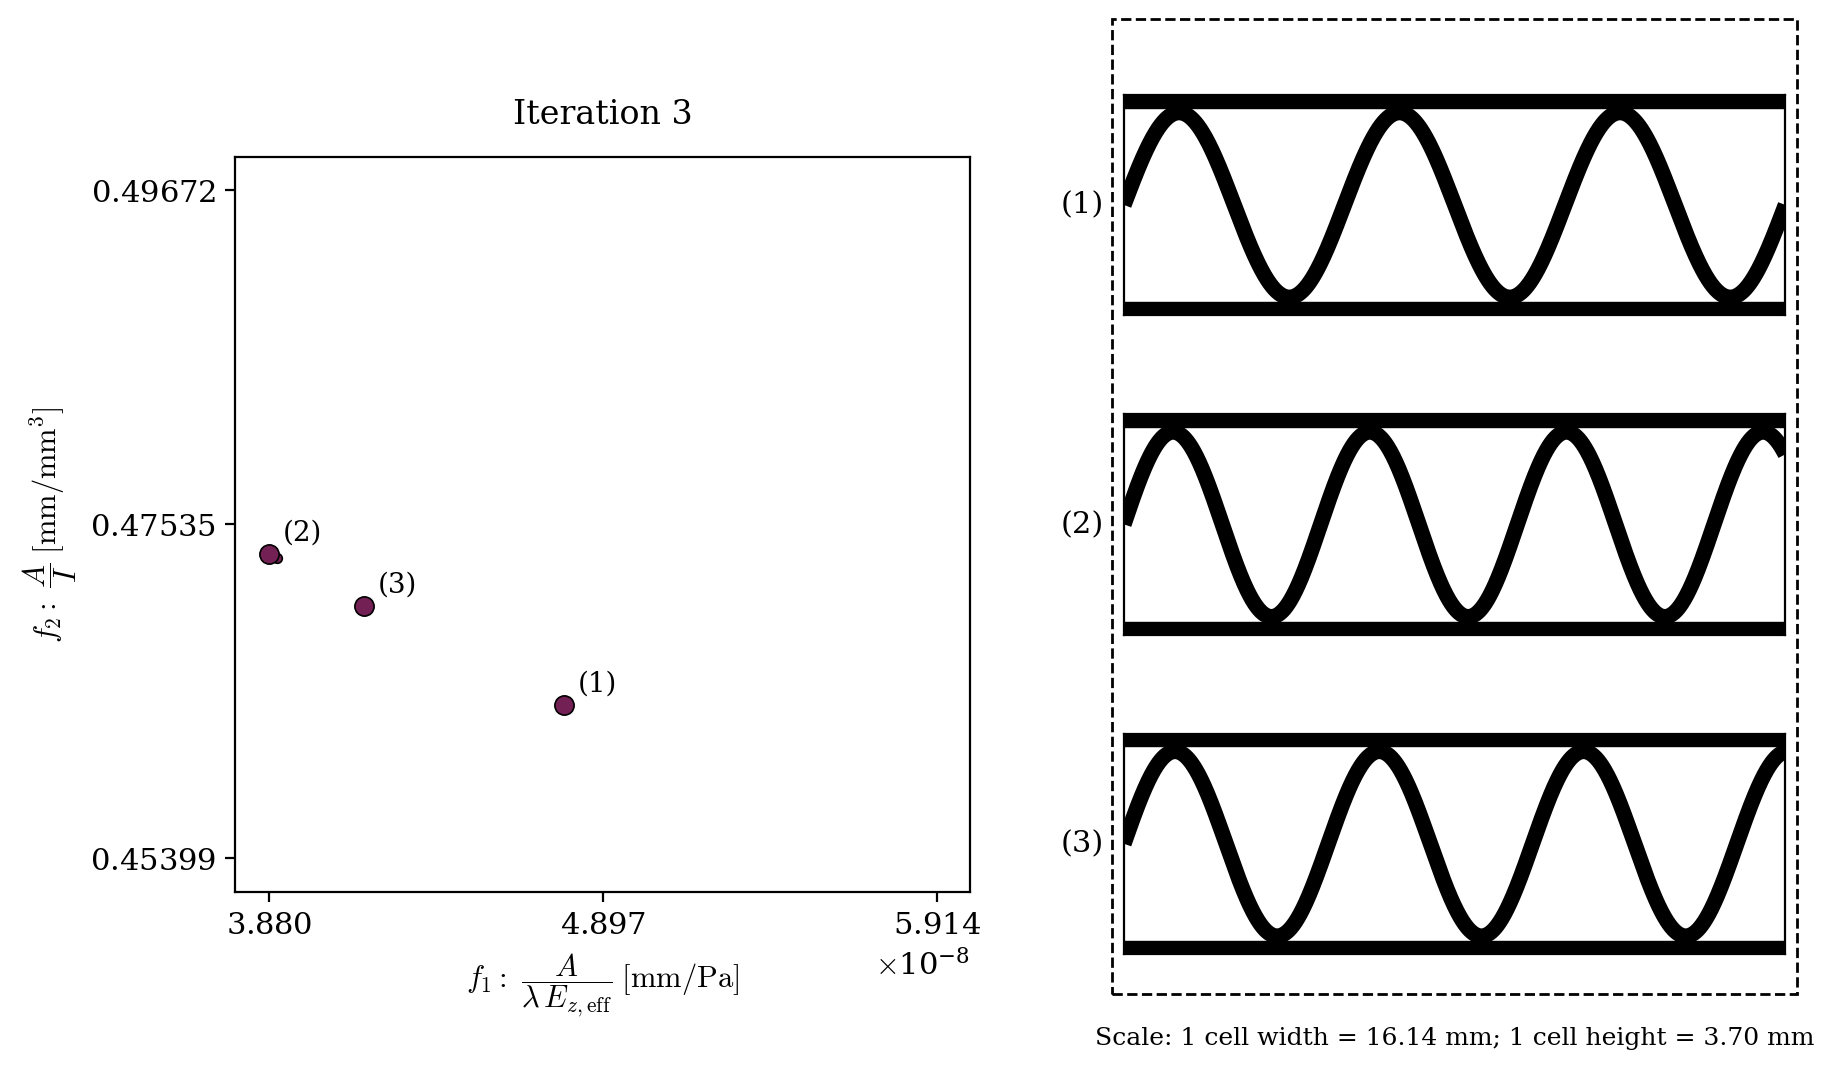 Iteration 3
0.49672
0.47535
0.45399
f₂ : A/I [mm/mm³]
(2)
(3)
(1)
3.880 4.897 5.914
×10⁻⁸
f₁ : A/(λ E_z,eff) [mm/Pa]
(1)
(2)
(3)
Scale: 1 cell width = 16.14 mm; 1 cell height = 3.70 mm